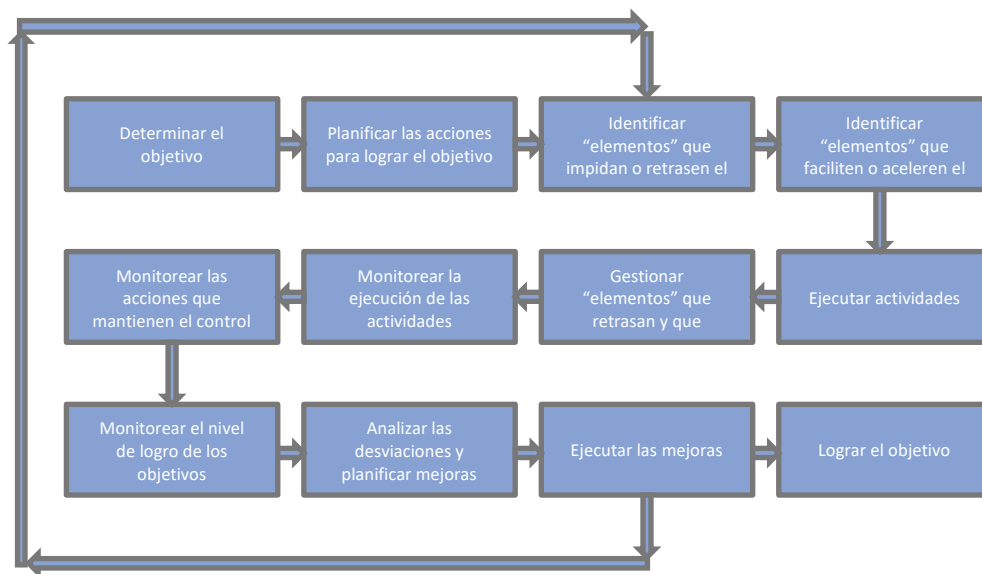 Determinar el
objetivo
Planificar las acciones
para lograr el objetivo
Identificar
“elementos” que
impidan o retrasen el
Identificar
“elementos” que
faciliten o aceleren el
Monitorear las
acciones que
mantienen el control
Monitorear la
ejecución de las
actividades
Gestionar
“elementos” que
retrasan y que
Ejecutar actividades
Monitorear el nivel
de logro de los
objetivos
Analizar las
desviaciones y
planificar mejoras
Ejecutar las mejoras
Lograr el objetivo